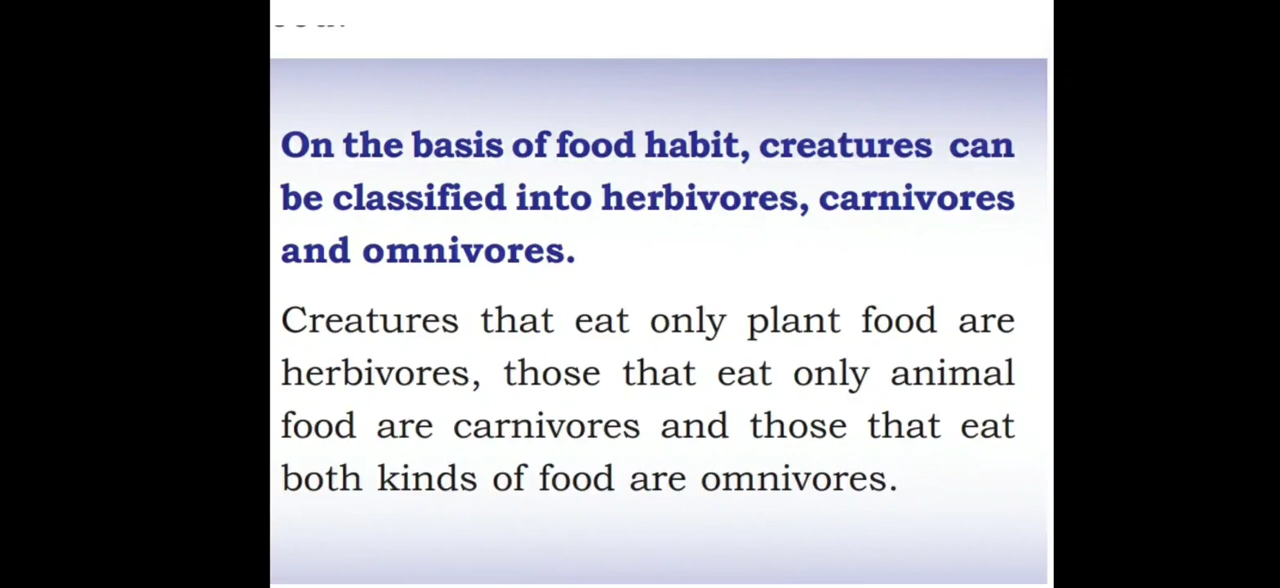 On the basis of food habit, creatures can
be classified into herbivores, carnivores
and omnivores.
Creatures that eat only plant food are
herbivores, those that eat only animal
food are carnivores and those that eat
both kinds of food are omnivores.